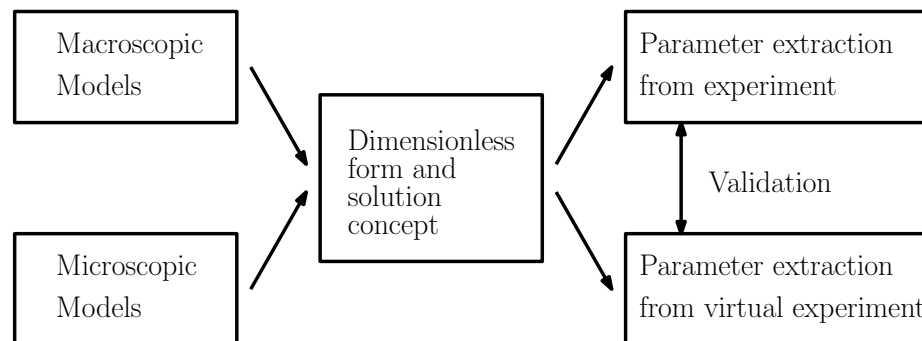 Macroscopic
Models
Microscopic
Models
Dimensionless
form and
solution
concept
Parameter extraction
from experiment
Validation
Parameter extraction
from virtual experiment